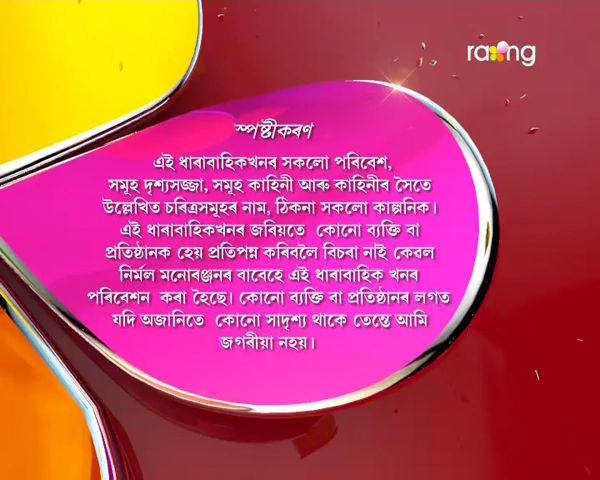 rang
স্পষ্টীকৰণ
এই ধাৰাবাহিকখনৰ সকলো পৰিবেশ,
সমূহ দৃশ্যসজ্জা, সমূহ কাহিনী আৰু কাহিনীৰ সৈতে
উল্লেখিত চৰিত্ৰসমূহৰ নাম, ঠিকনা সকলো কাল্পনিক।
এই ধাৰাবাহিকখনৰ জৰিয়তে কোনো ব্যক্তি বা
প্ৰতিষ্ঠানক হেয় প্ৰতিপন্ন কৰিবলৈ বিচৰা নাই কেৱল
নিৰ্মল মনোৰঞ্জনৰ বাবেহে এই ধাৰাবাহিক খনৰ
পৰিবেশন কৰা হৈছে। কোনো ব্যক্তি বা প্ৰতিষ্ঠানৰ লগত
যদি অজানিতে কোনো সাদৃশ্য থাকে তেন্তে আমি
জগৰীয়া নহয়।